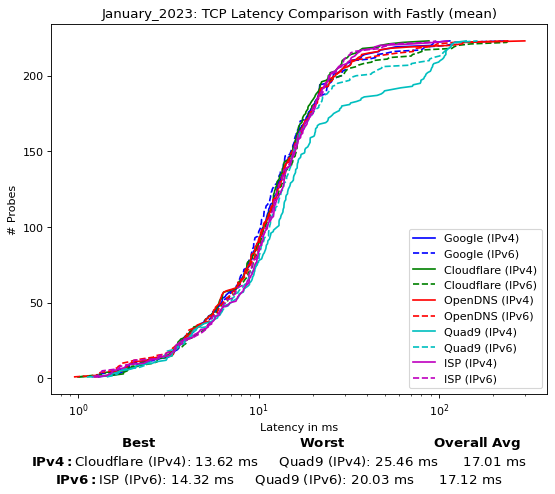 January_2023: TCP Latency Comparison with Fastly (mean)
200
150
100
50
0
# Probes
Google (IPv4)
Google (IPv6)
Cloudflare (IPv4)
Cloudflare (IPv6)
OpenDNS (IPv4)
OpenDNS (IPv6)
Quad9 (IPv4)
Quad9 (IPv6)
ISP (IPv4)
ISP (IPv6)
10⁰ 10¹ 10²
Latency in ms
Best Worst Overall Avg
IPv4: Cloudflare (IPv4): 13.62 ms Quad9 (IPv4): 25.46 ms 17.01 ms
IPv6: ISP (IPv6): 14.32 ms Quad9 (IPv6): 20.03 ms 17.12 ms